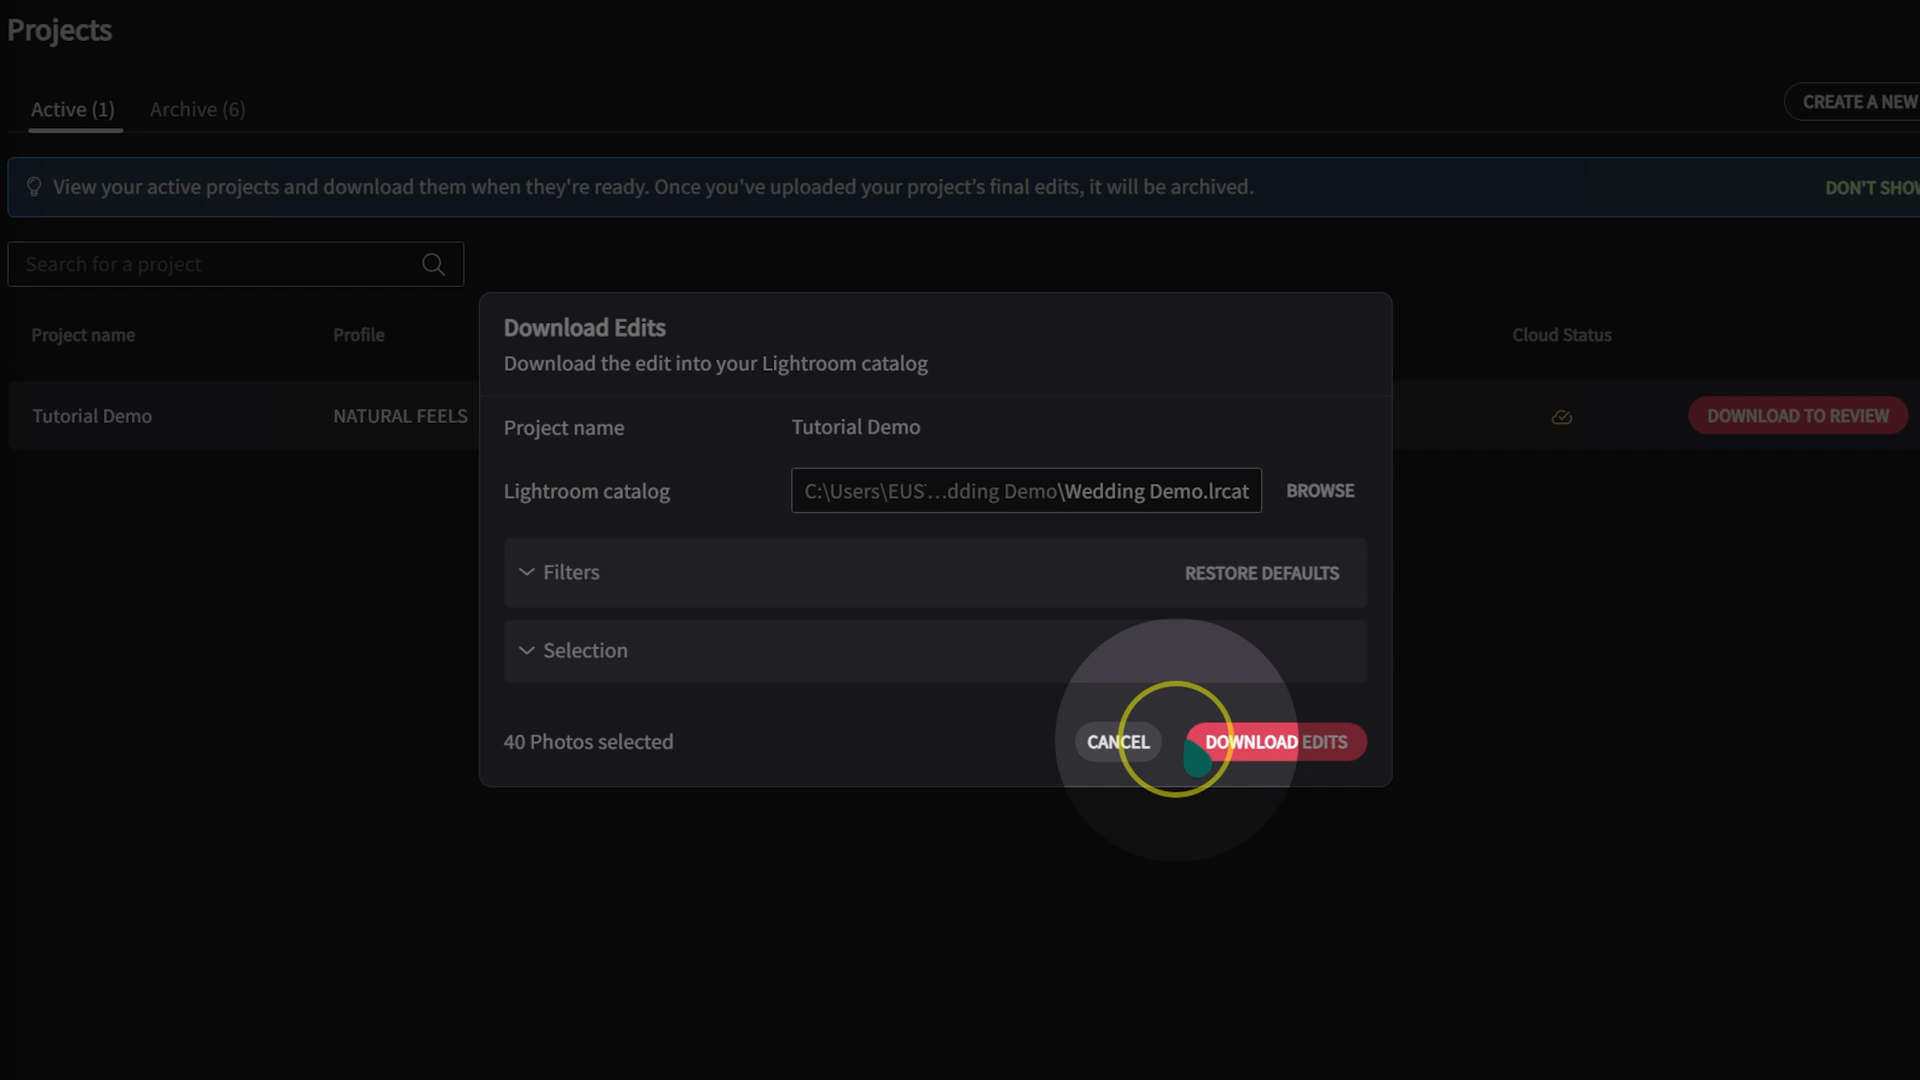 Projects
Active (1) Archive (6)
CREATE A NEW
View your active projects and download them when they're ready. Once you've uploaded your project's final edits, it will be archived.
DON'T SHOW
Search for a project
Project name Profile Cloud Status
Tutorial Demo NATURAL FEELS DOWNLOAD TO REVIEW
Download Edits
Download the edit into your Lightroom catalog
Project name Tutorial Demo
Lightroom catalog C:\Users\EUS…dding Demo\Wedding Demo.lrcat BROWSE
Filters RESTORE DEFAULTS
Selection
40 Photos selected CANCEL DOWNLOAD EDITS